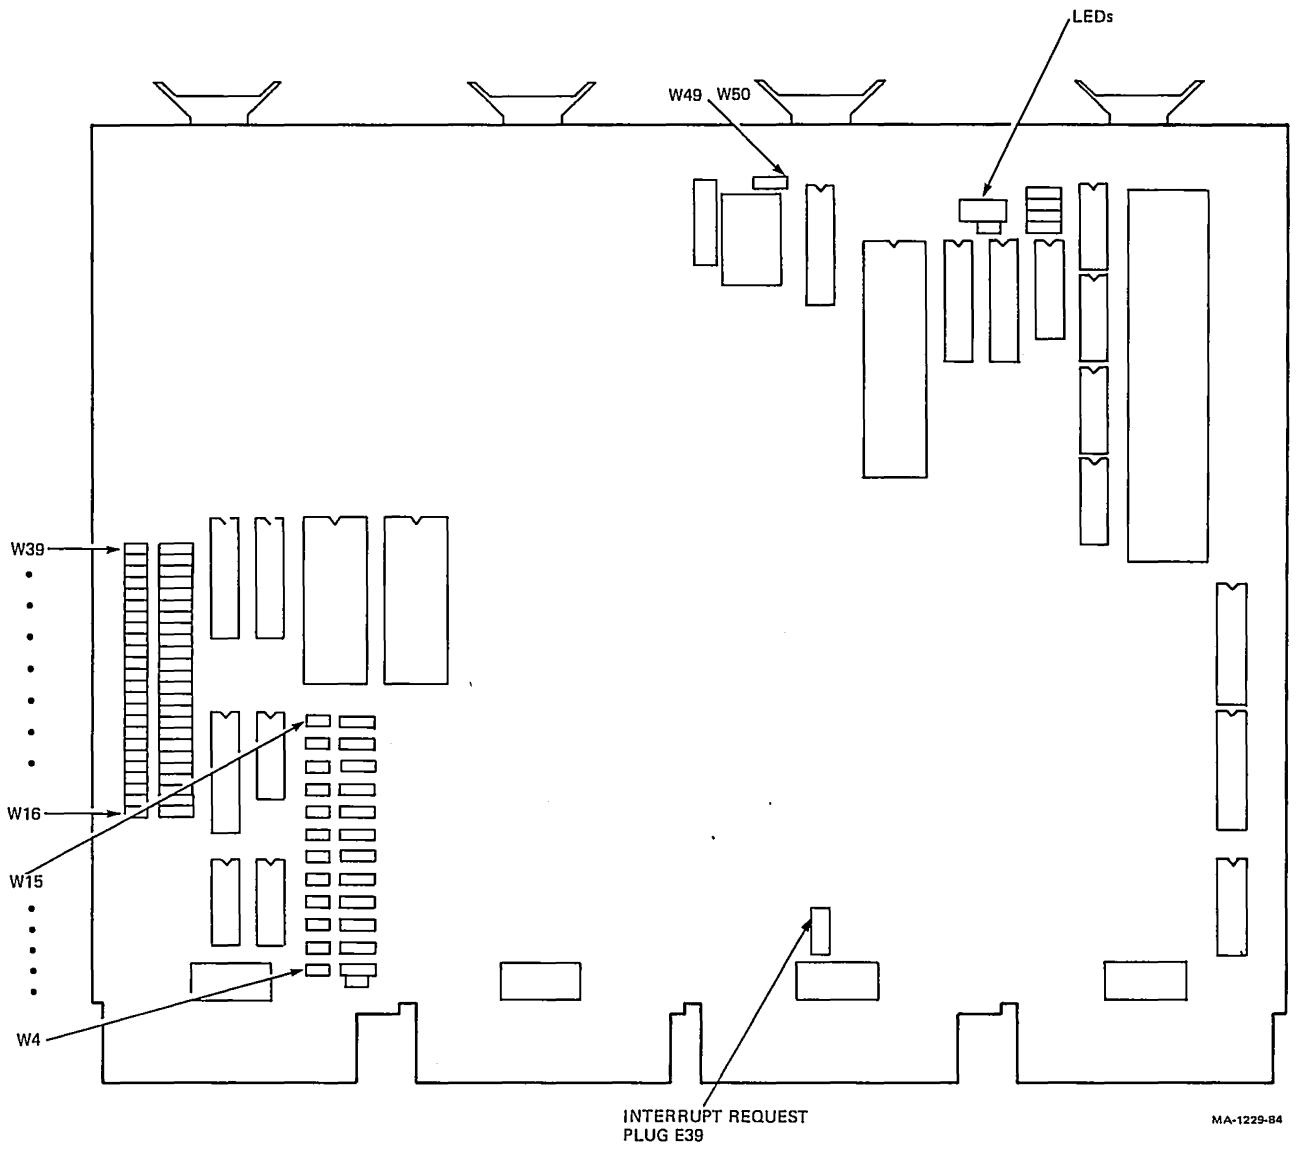 LEDs
W49 W50
W39
W16
W15
W4
INTERRUPT REQUEST
PLUG E39
MA-1229-84